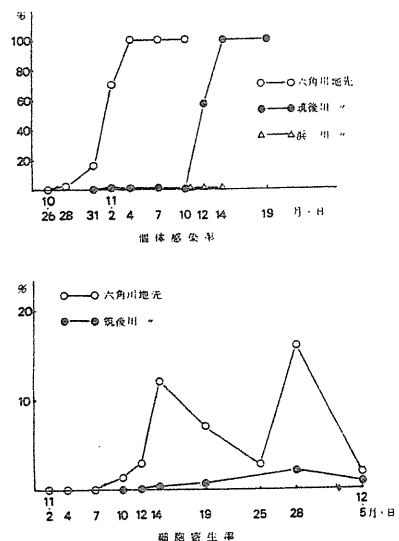 %
100
80
60
40
20
六角川地先
筑後川 〃
浜 川 〃
10 11
26 28 31 2 4 7 10 12 14 19 月・日
個体感染率
%
20
10
六角川地先
筑後川 〃
11 12
2 4 7 10 12 14 19 25 28 5 月・日
細胞寄生率